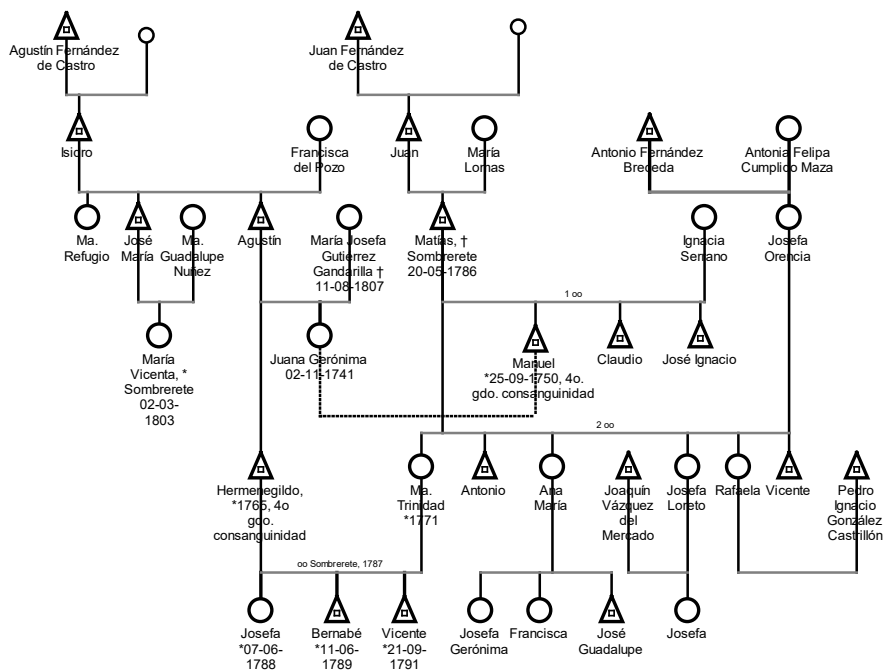 Agustín Fernández
de Castro
Juan Fernández
de Castro
Isidro
Francisca
del Pozo
Juan
María
Lomas
Antonio Fernández
Breceda
Antonia Felipa
Cumplico Maza
Ma.
Refugio
José
María
Ma.
Guadalupe
Nuñez
Agustín
María Josefa
Gutierrez
Gandarilla †
11-08-1807
Matías, †
Sombrerete
20-05-1786
Ignacia
Serrano
Josefa
Orencia
1 oo
María
Vicenta, *
Sombrerete
02-03-
1803
Juana Gerónima
02-11-1741
Manuel
*25-09-1750, 4o.
gdo. consanguinidad
Claudio
José Ignacio
2 oo
Hermenegildo,
*1765, 4o
gdo.
consanguinidad
Ma.
Trinidad
*1771
Antonio
Ana
María
Joaquín
Vázquez
del
Mercado
Josefa
Loreto
Rafaela
Vicente
Pedro
Ignacio
González
Castrillón
oo Sombrerete, 1787
Josefa
*07-06-
1788
Bernabé
*11-06-
1789
Vicente
*21-09-
1791
Josefa
Gerónima
Francisca
José
Guadalupe
Josefa